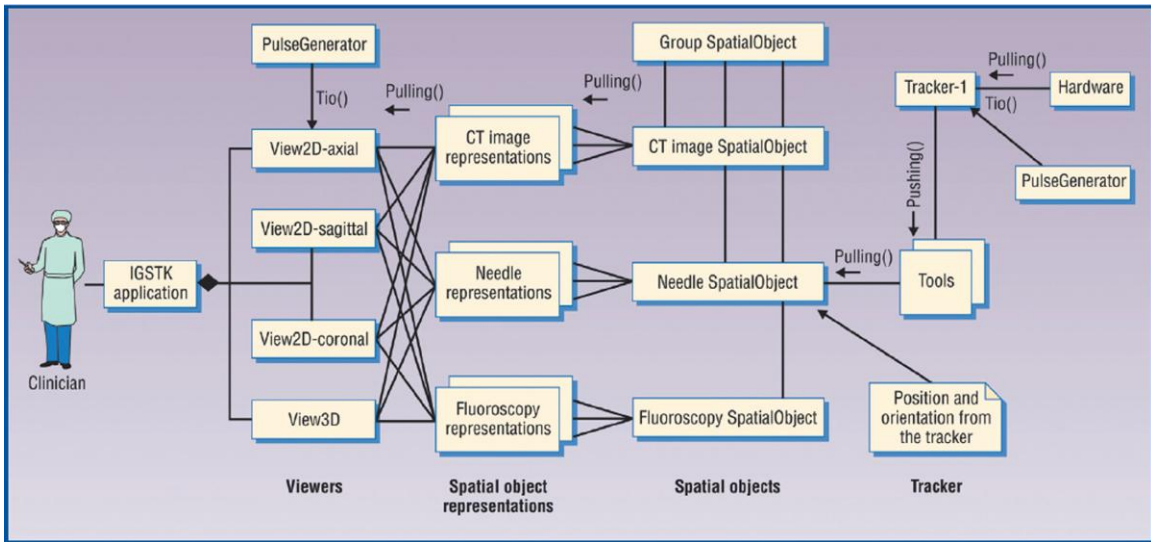 PulseGenerator
Tio()
Pulling()
View2D-axial
View2D-sagittal
View2D-coronal
View3D
Clinician
IGSTK
application
CT image
representations
Needle
representations
Fluoroscopy
representations
Pulling()
Group SpatialObject
CT image SpatialObject
Needle SpatialObject
Fluoroscopy SpatialObject
Pulling()
Tracker-1
Tio()
Hardware
PulseGenerator
Pushing()
Pulling()
Tools
Position and
orientation from
the tracker
Viewers
Spatial object
representations
Spatial objects
Tracker